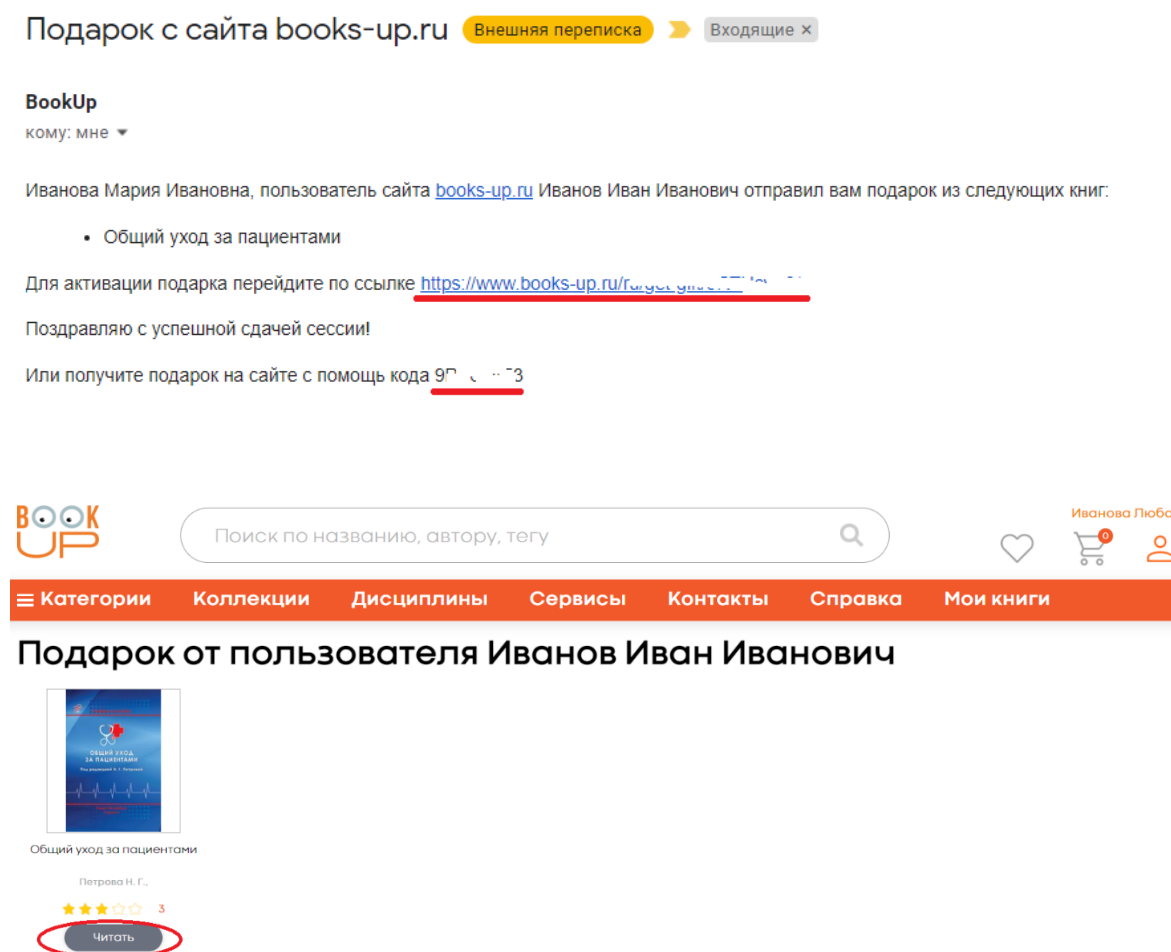 Подарок с сайта books-up.ru Внешняя переписка Входящие ×
BookUp
кому: мне
Иванова Мария Ивановна, пользователь сайта books-up.ru Иванов Иван Иванович отправил вам подарок из следующих книг:
• Общий уход за пациентами
Для активации подарка перейдите по ссылке https://www.books-up.ru/ru/
Поздравляю с успешной сдачей сессии!
Или получите подарок на сайте с помощь кода
BOOK UP
Поиск по названию, автору, тегу
Иванова Любо
0
Категории Коллекции Дисциплины Сервисы Контакты Справка Мои книги
Подарок от пользователя Иванов Иван Иванович
ОБЩИЙ УХОД
ЗА ПАЦИЕНТАМИ
Общий уход за пациентами
Петрова Н. Г.,
3
Читать